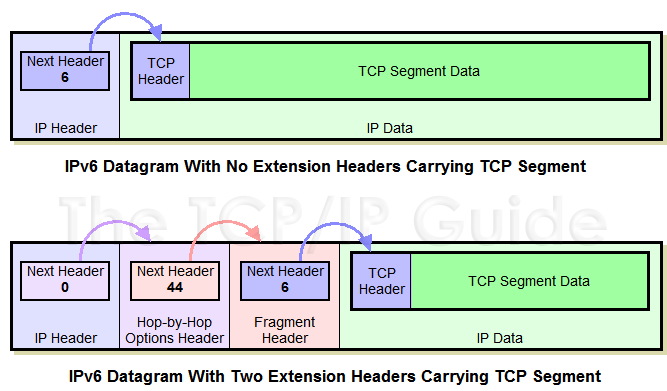 Next Header
6
IP Header
TCP
Header
TCP Segment Data
IP Data
IPv6 Datagram With No Extension Headers Carrying TCP Segment
The TCP/IP Guide
Next Header
0
IP Header
Next Header
44
Hop-by-Hop
Options Header
Next Header
6
Fragment
Header
TCP
Header
TCP Segment Data
IP Data
IPv6 Datagram With Two Extension Headers Carrying TCP Segment